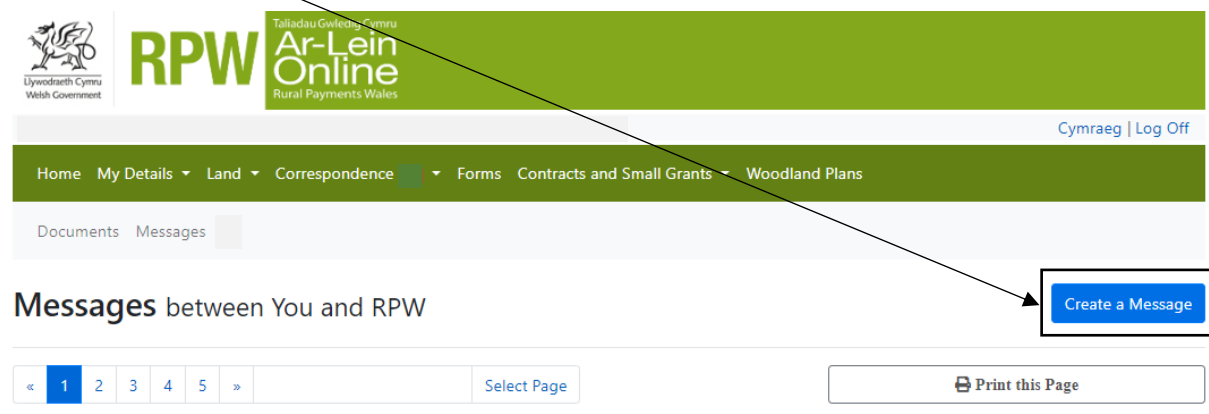 Llywodraeth Cymru
Welsh Government
RPW
Taliadau Gwledig Cymru
Ar-Lein
Online
Rural Payments Wales
Cymraeg | Log Off
Home My Details Land Correspondence Forms Contracts and Small Grants Woodland Plans
Documents Messages
Messages between You and RPW
Create a Message
« 1 2 3 4 5 » Select Page
Print this Page